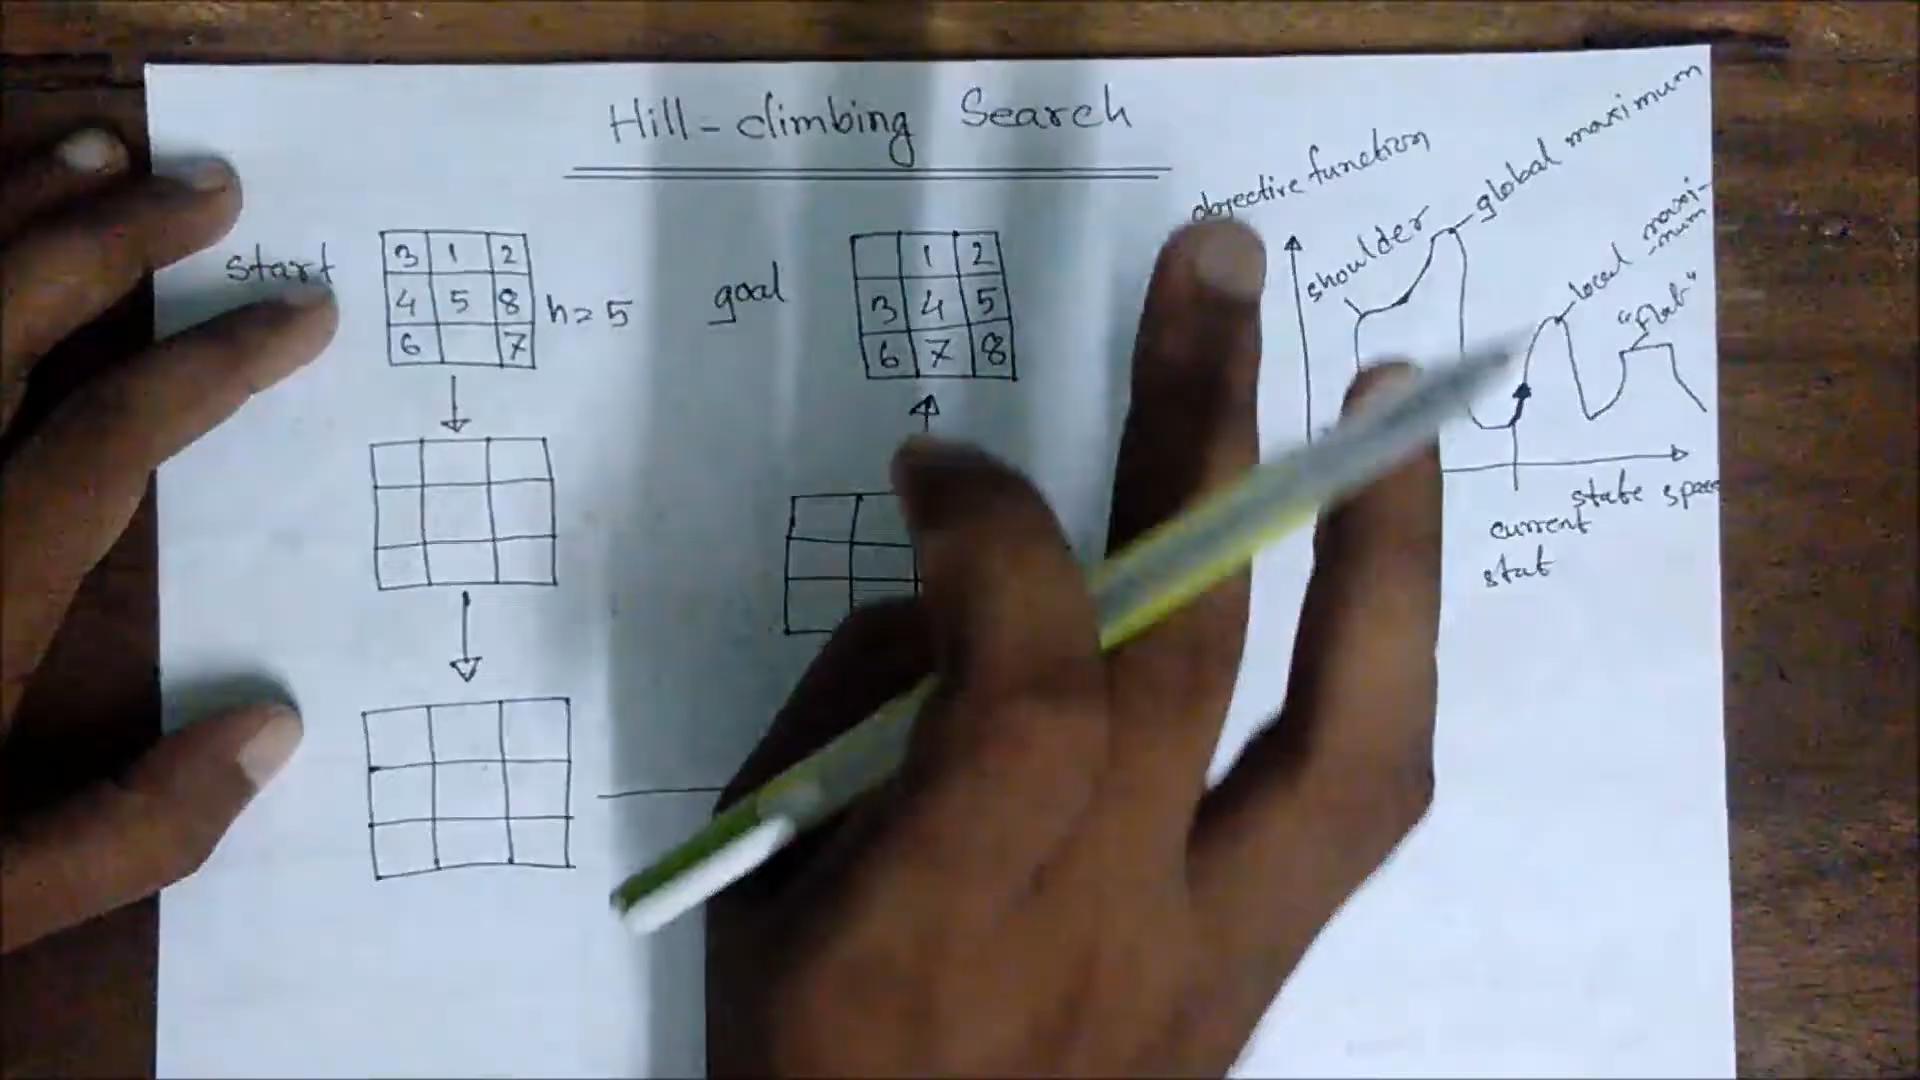 Hill-climbing Search
start
3 1 2
4 5 8
6 7
h = 5
goal
1 2
3 4 5
6 7 8
objective function
shoulder
global maximum
local maxi-
-mum
"flat"
state space
current
stat